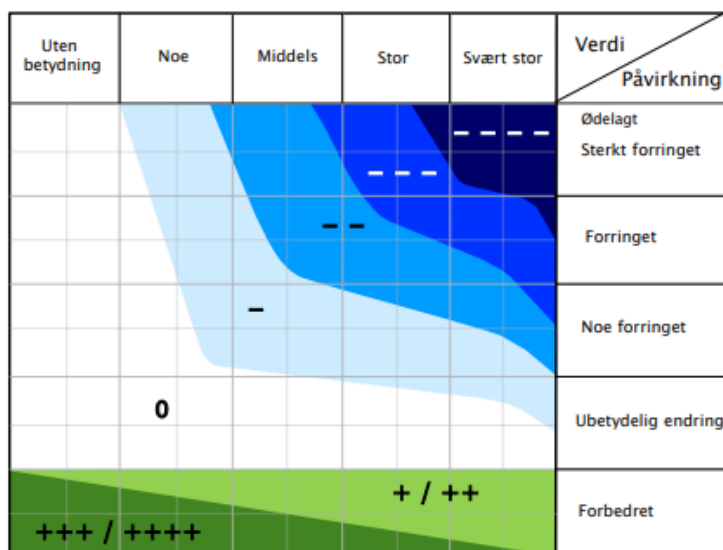 Uten
betydning
Noe
Middels
Stor
Svært stor
Verdi
Påvirkning
Ødelagt
– – – –
Sterkt forringet
– – –
– –
Forringet
–
Noe forringet
0
Ubetydelig endring
+ / ++
Forbedret
+++ / ++++